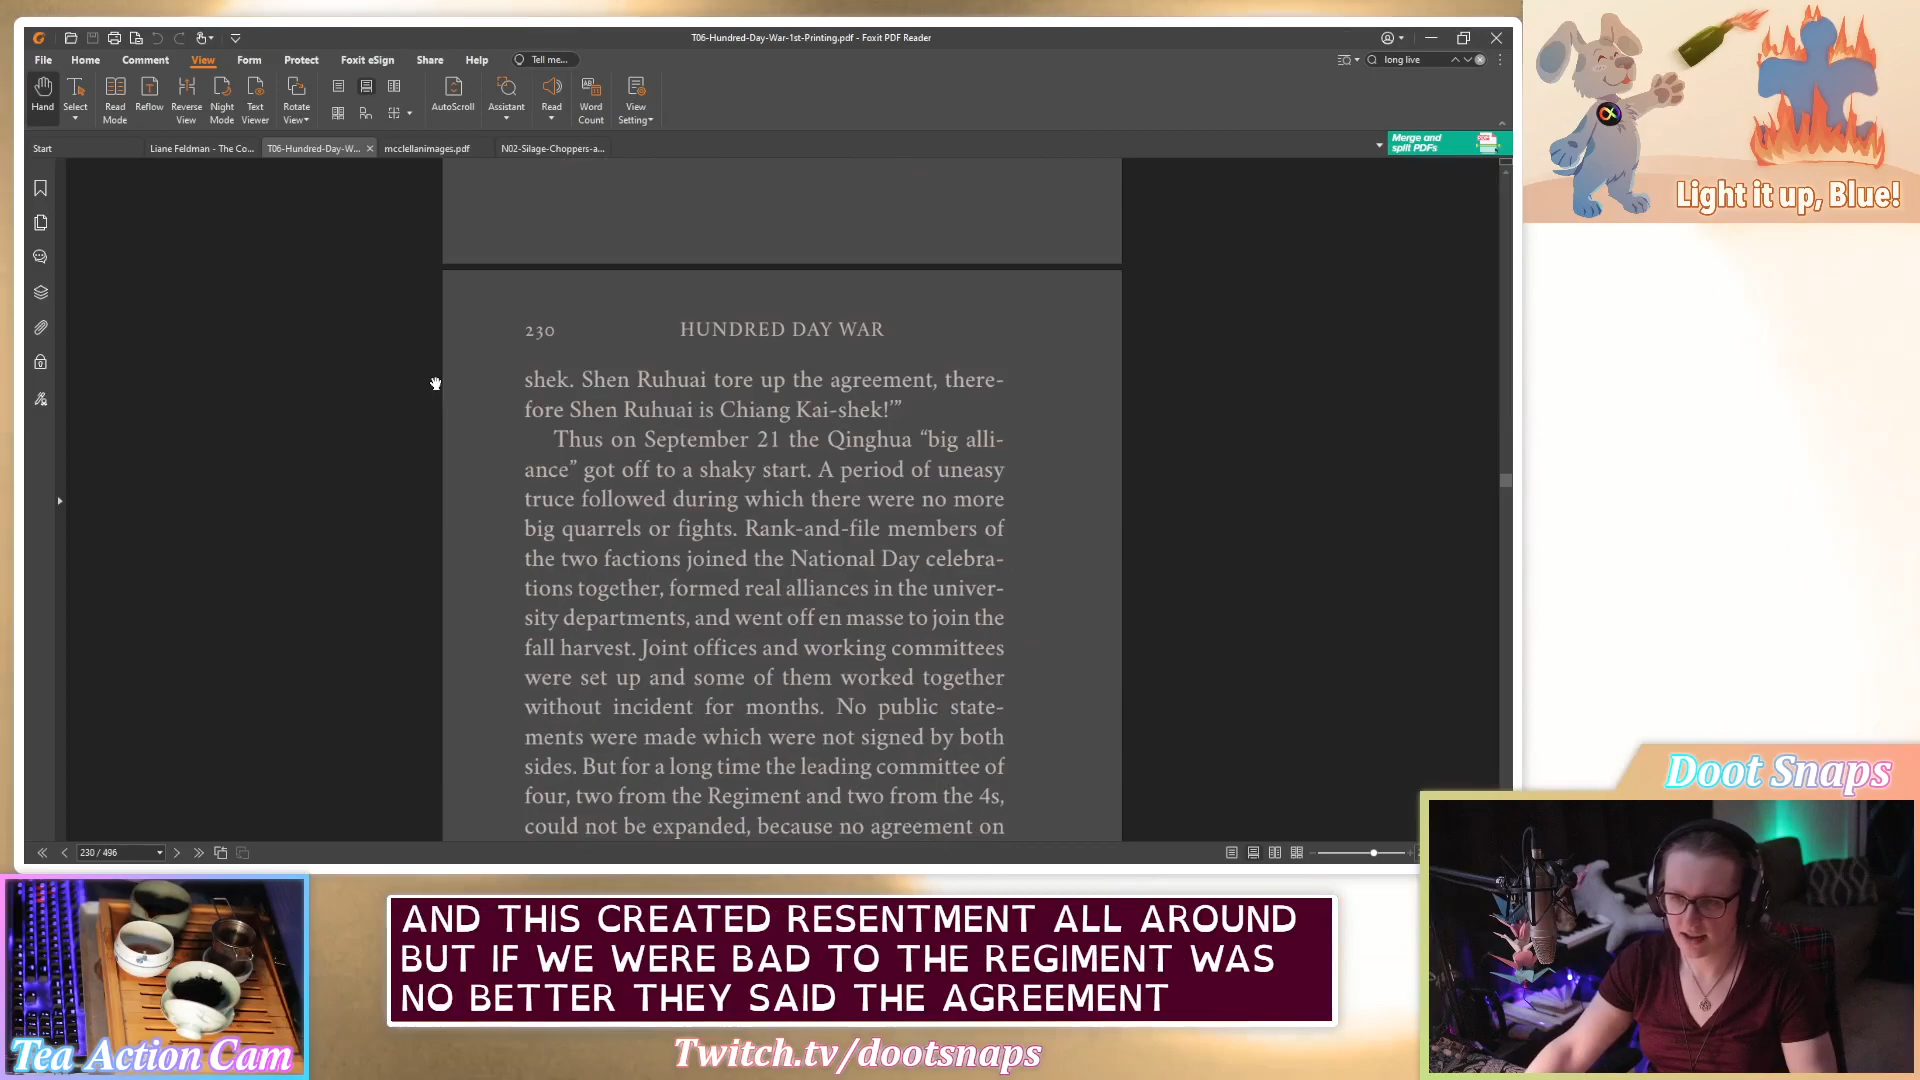 T06-Hundred-Day-War-1st-Printing.pdf - Foxit PDF Reader
File Home Comment View Form Protect Foxit eSign Share Help Tell me... long live
Hand Select Read Mode Reflow Reverse View Night Mode Text Viewer Rotate View AutoScroll Assistant Read Word Count View Setting
Start Liane Feldman - The Co... T06-Hundred-Day-W... mcclellanimages.pdf N02-Silage-Choppers-a... Merge and split PDFs
Light it up, Blue!
230 HUNDRED DAY WAR
shek. Shen Ruhuai tore up the agreement, there-
fore Shen Ruhuai is Chiang Kai-shek!’”
Thus on September 21 the Qinghua “big alli-
ance” got off to a shaky start. A period of uneasy
truce followed during which there were no more
big quarrels or fights. Rank-and-file members of
the two factions joined the National Day celebra-
tions together, formed real alliances in the univer-
sity departments, and went off en masse to join the
fall harvest. Joint offices and working committees
were set up and some of them worked together
without incident for months. No public state-
ments were made which were not signed by both
sides. But for a long time the leading committee of
four, two from the Regiment and two from the 4s,
could not be expanded, because no agreement on
230 / 496
Doot Snaps
AND THIS CREATED RESENTMENT ALL AROUND
BUT IF WE WERE BAD TO THE REGIMENT WAS
NO BETTER THEY SAID THE AGREEMENT
Tea Action Cam
Twitch.tv/dootsnaps